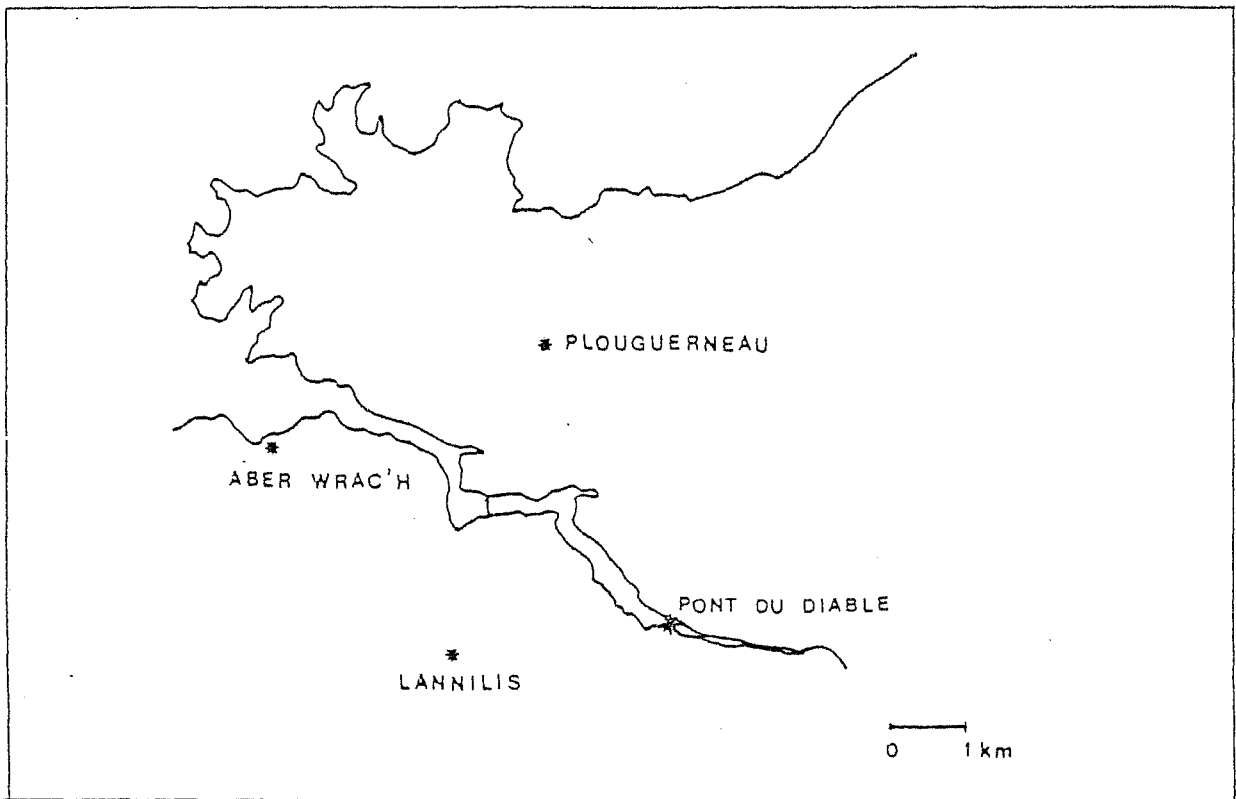 PLOUGUERNEAU
ABER WRAC'H
PONT DU DIABLE
LANNILIS
0 1 km